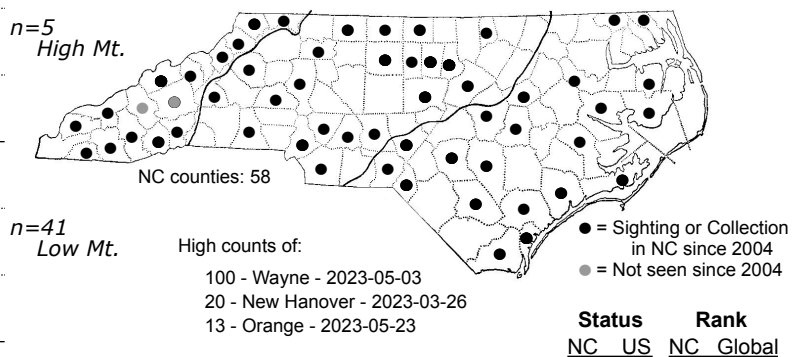 n=5
High Mt.
NC counties: 58
n=41
Low Mt.
High counts of:
100 - Wayne - 2023-05-03
20 - New Hanover - 2023-03-26
13 - Orange - 2023-05-23
● = Sighting or Collection
in NC since 2004
● = Not seen since 2004
Status Rank
NC US NC Global